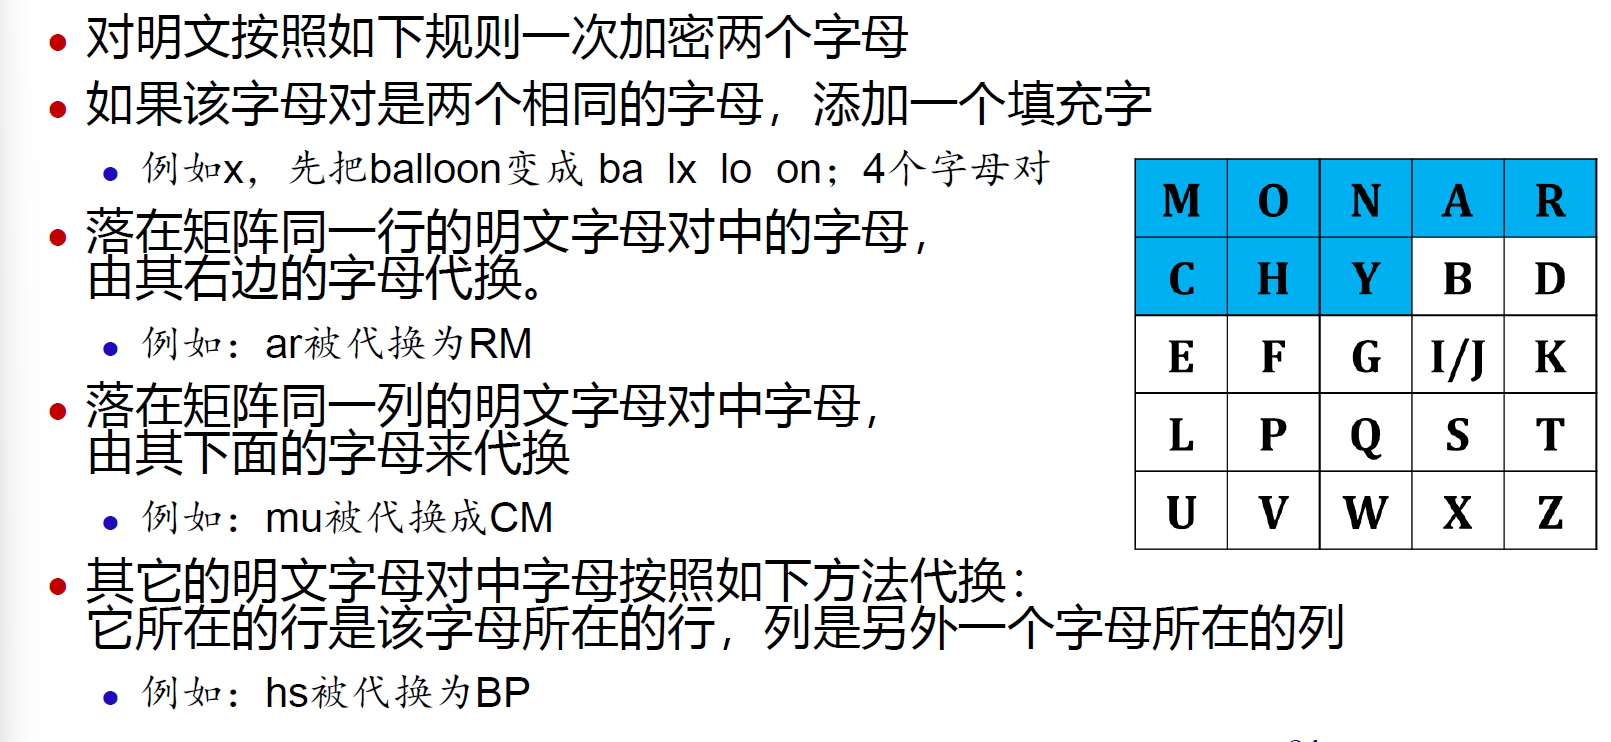 对明文按照如下规则一次加密两个字母
如果该字母对是两个相同的字母，添加一个填充字
例如x，先把balloon变成 ba lx lo on；4个字母对
落在矩阵同一行的明文字母对中的字母，
由其右边的字母代换。
例如：ar被代换为RM
落在矩阵同一列的明文字母对中字母，
由其下面的字母来代换
例如：mu被代换成CM
其它的明文字母对中字母按照如下方法代换：
它所在的行是该字母所在的行，列是另外一个字母所在的列
例如：hs被代换为BP
M O N A R
C H Y B D
E F G I/J K
L P Q S T
U V W X Z